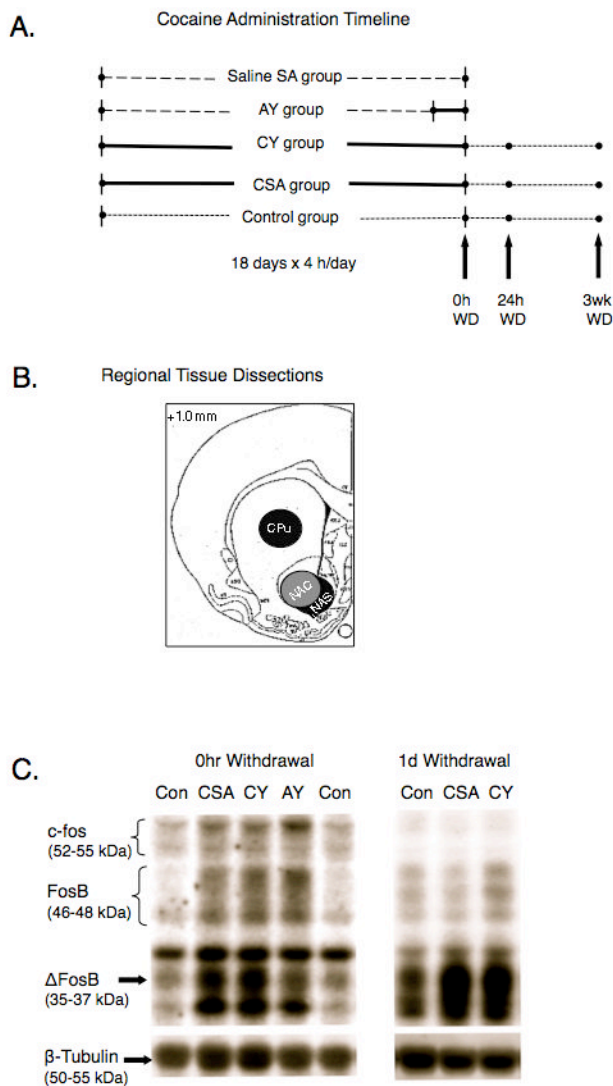 A.
Cocaine Administration Timeline
Saline SA group
AY group
CY group
CSA group
Control group
18 days x 4 h/day
0h
WD
24h
WD
3wk
WD
B.
Regional Tissue Dissections
+1.0 mm
CPu
NAC
NAS
C.
0hr Withdrawal
1d Withdrawal
Con CSA CY AY Con
Con CSA CY
c-fos
(52-55 kDa)
FosB
(46-48 kDa)
ΔFosB
(35-37 kDa)
β-Tubulin
(50-55 kDa)